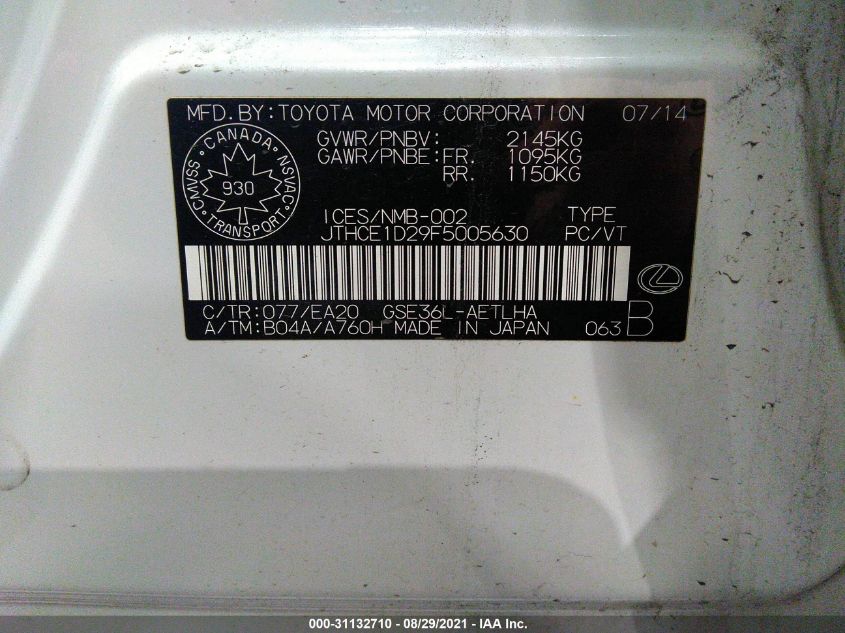 MFD.BY:TOYOTA MOTOR CORPORATION 07/14
CANADA
CMVSS NSVAC
930
TRANSPORT
GVWR/PNBV: 2145KG
GAWR/PNBE:FR. 1095KG
RR. 1150KG
ICES/NMB-002 TYPE
JTHCE1D29F5005630 PC/VT
C/TR:077/EA20 GSE36L-AETLHA
A/TM:B04A/A760H MADE IN JAPAN 063 B
000-31132710 - 08/29/2021 - IAA Inc.